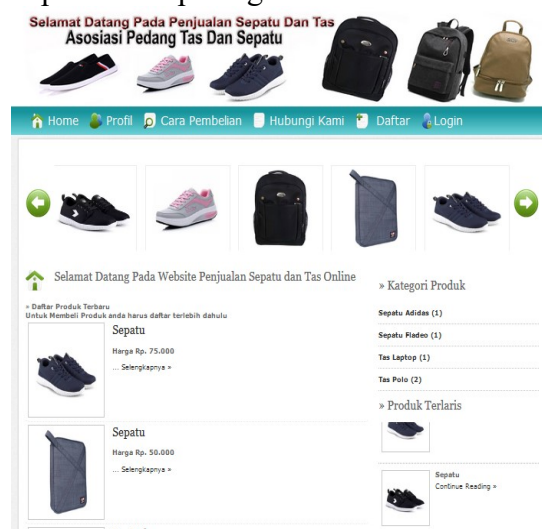 Selamat Datang Pada Penjualan Sepatu Dan Tas
Asosiasi Pedang Tas Dan Sepatu
Home Profil Cara Pembelian Hubungi Kami Daftar Login
Selamat Datang Pada Website Penjualan Sepatu dan Tas Online
» Daftar Produk Terbaru
Untuk Membeli Produk anda harus daftar terlebih dahulu
Sepatu
Harga Rp. 75.000
... Selengkapnya »
Sepatu
Harga Rp. 50.000
... Selengkapnya »
» Kategori Produk
Sepatu Adidas (1)
Sepatu Fladeo (1)
Tas Laptop (1)
Tas Polo (2)
» Produk Terlaris
Sepatu
Continue Reading »